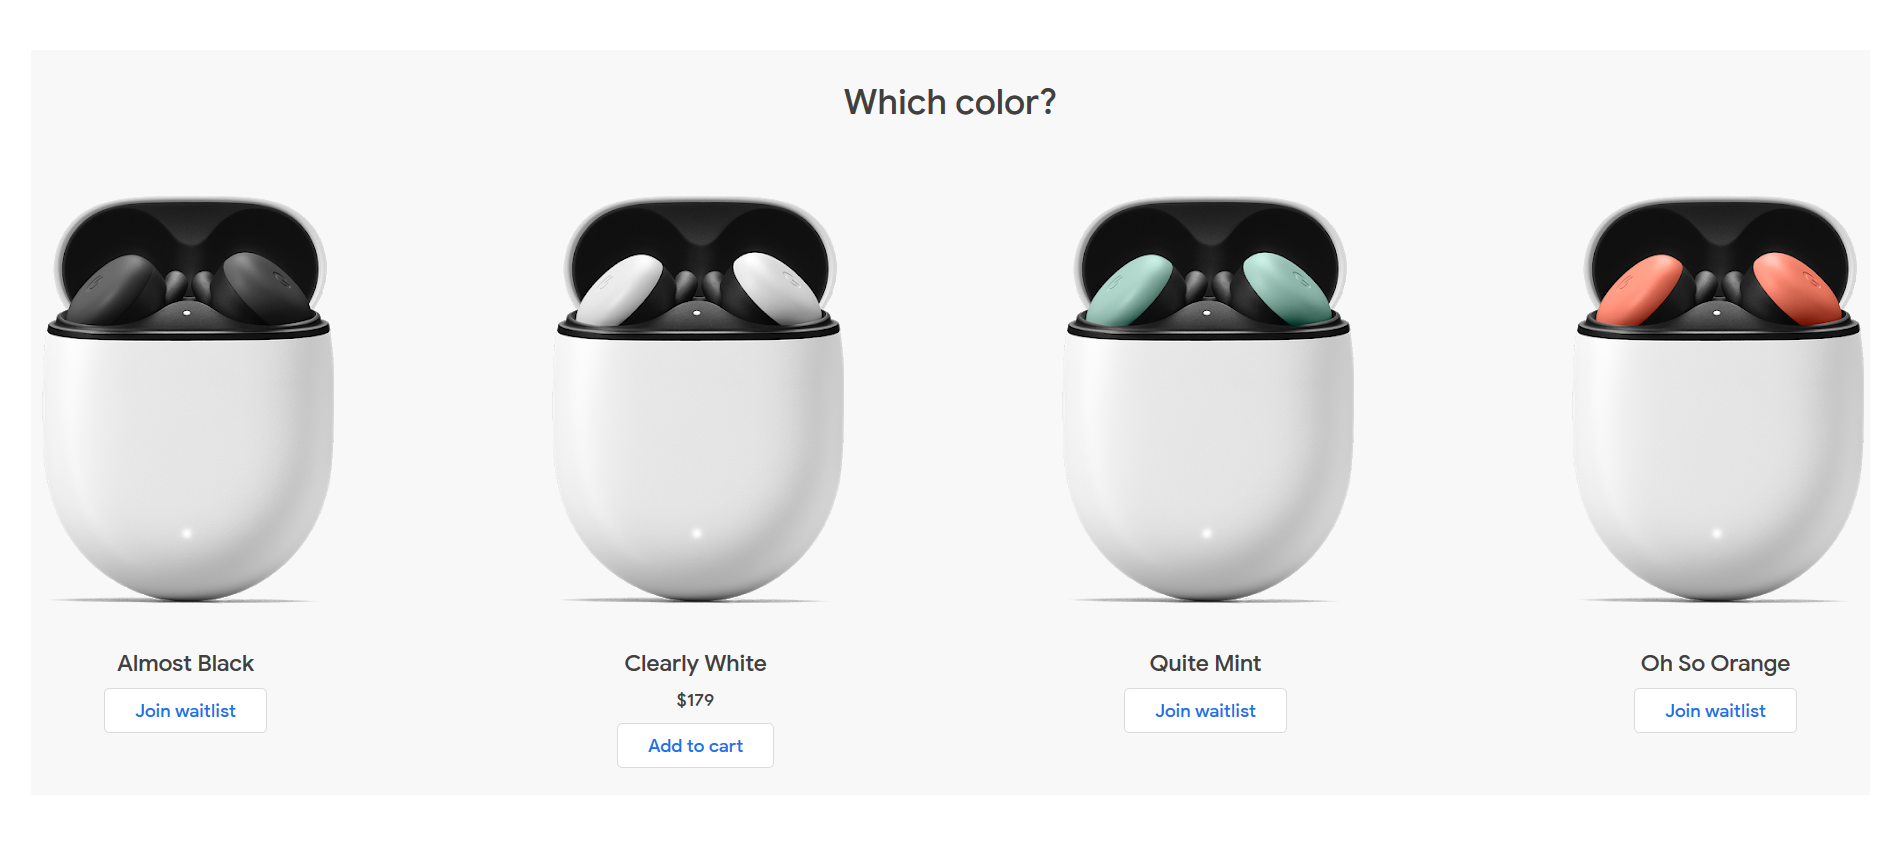 Which color?
Almost Black
Join waitlist
Clearly White
$179
Add to cart
Quite Mint
Join waitlist
Oh So Orange
Join waitlist